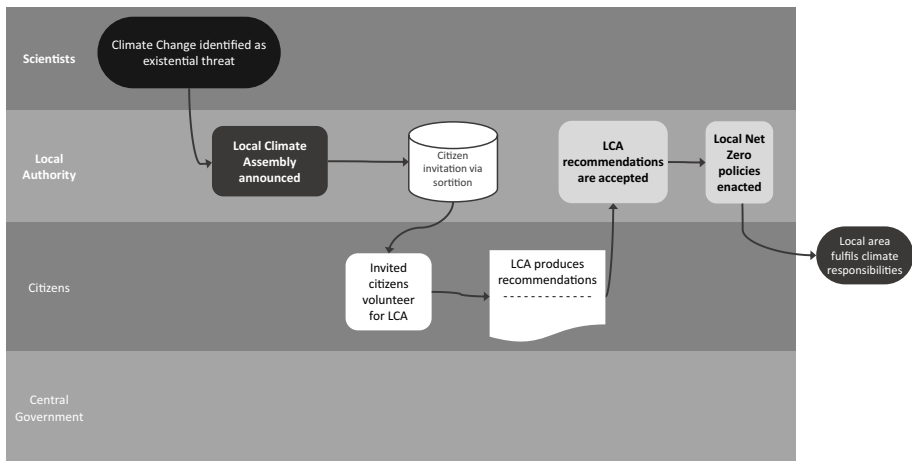 Scientists
Climate Change identified as
existential threat
Local
Authority
Local Climate
Assembly
announced
Citizen
invitation via
sortition
LCA
recommendations
are accepted
Local Net
Zero
policies
enacted
Citizens
Invited
citizens
volunteer
for LCA
LCA produces
recommendations
Local area
fulfils climate
responsibilities
Central
Government